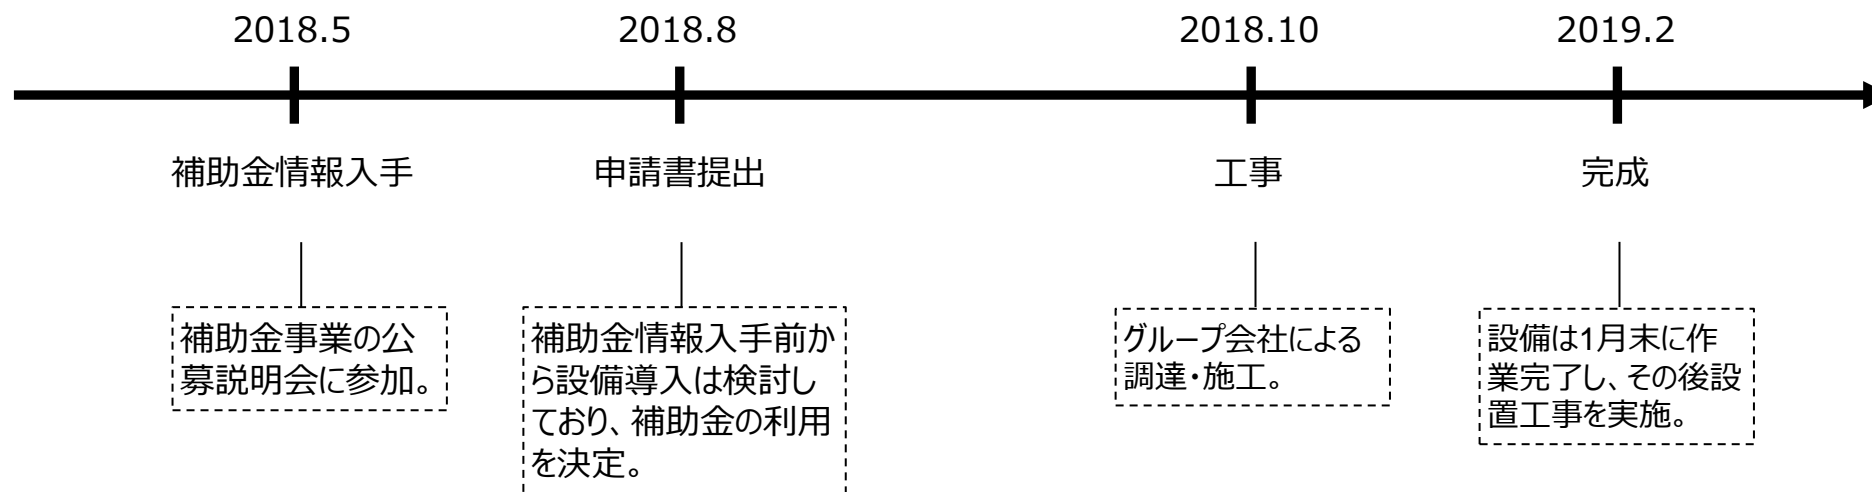 2018.5
2018.8
2018.10
2019.2
補助金情報入手
申請書提出
工事
完成
補助金事業の公
募説明会に参加。
補助金情報入手前か
ら設備導入は検討し
ており、補助金の利用
を決定。
グループ会社による
調達・施工。
設備は1月末に作
業完了し、その後設
置工事を実施。